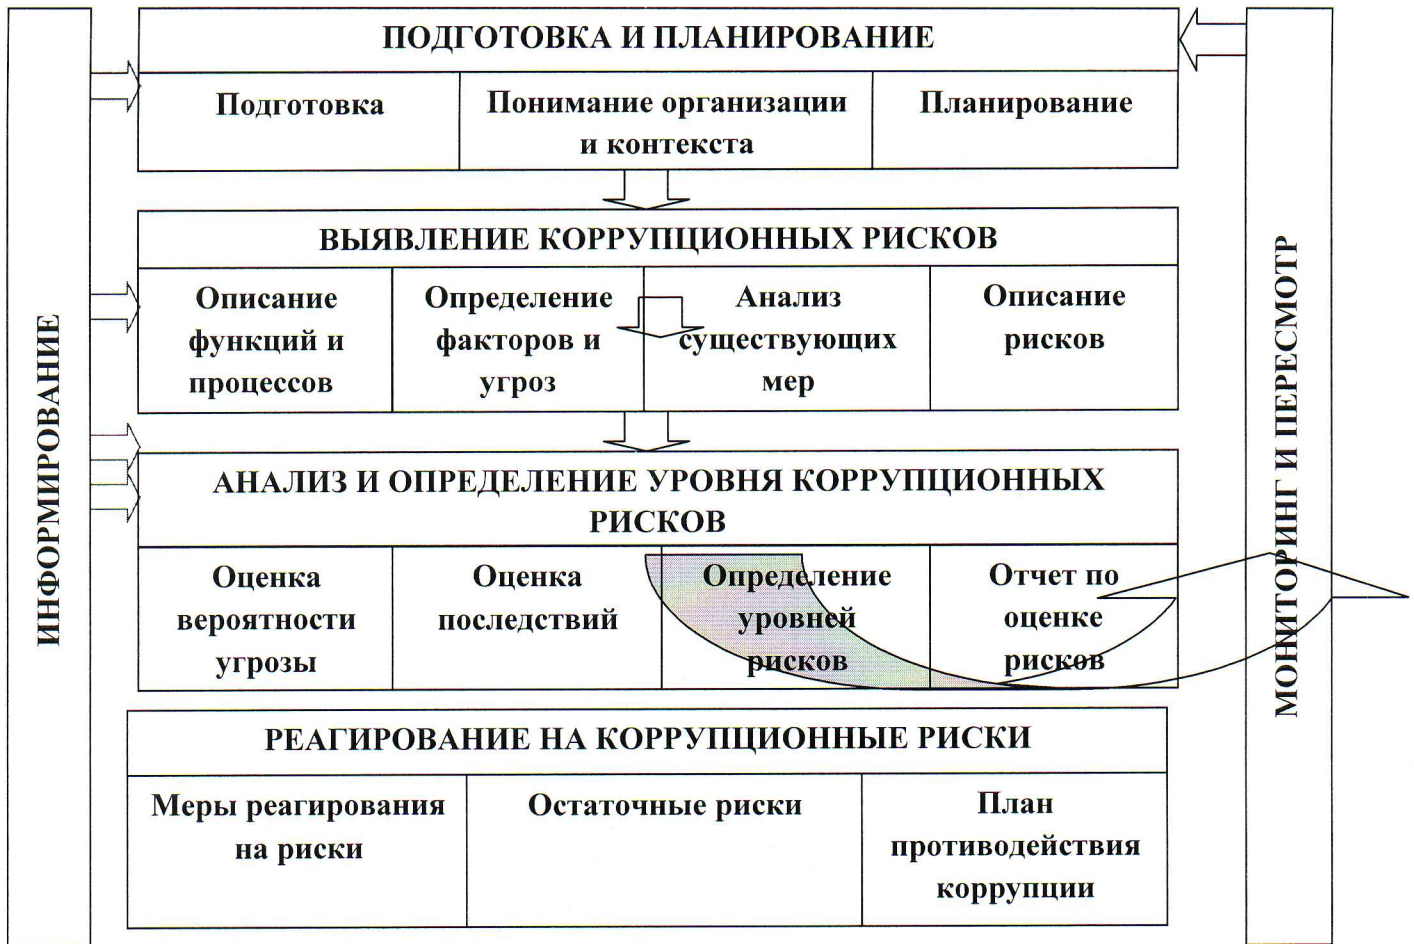 ИНФОРМИРОВАНИЕ
ПОДГОТОВКА И ПЛАНИРОВАНИЕ
Подготовка
Понимание организации
и контекста
Планирование
ВЫЯВЛЕНИЕ КОРРУПЦИОННЫХ РИСКОВ
Описание
функций и
процессов
Определение
факторов и
угроз
Анализ
существующих
мер
Описание
рисков
АНАЛИЗ И ОПРЕДЕЛЕНИЕ УРОВНЯ КОРРУПЦИОННЫХ
РИСКОВ
Оценка
вероятности
угрозы
Оценка
последствий
Определение
уровней
рисков
Отчет по
оценке
рисков
РЕАГИРОВАНИЕ НА КОРРУПЦИОННЫЕ РИСКИ
Меры реагирования
на риски
Остаточные риски
План
противодействия
коррупции
МОНИТОРИНГ И ПЕРЕСМОТР